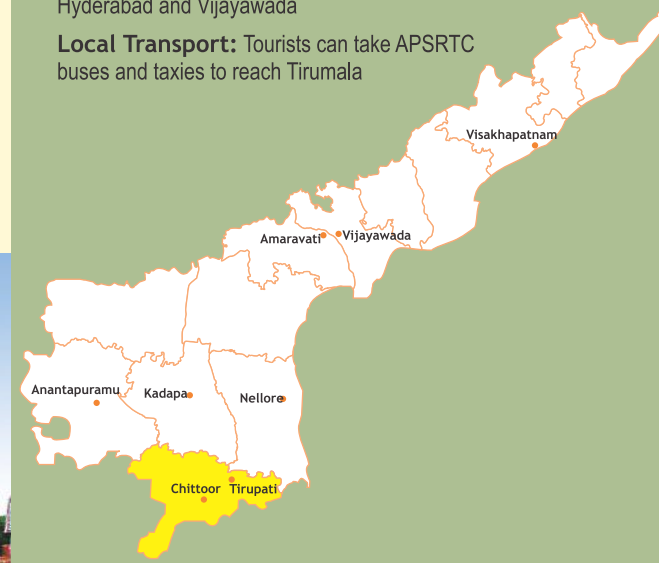 Hyderabad and Vijayawada
Local Transport: Tourists can take APSRTC
buses and taxies to reach Tirumala
Visakhapatnam
Amaravati
Vijayawada
Anantapuramu
Kadapa
Nellore
Chittoor
Tirupati